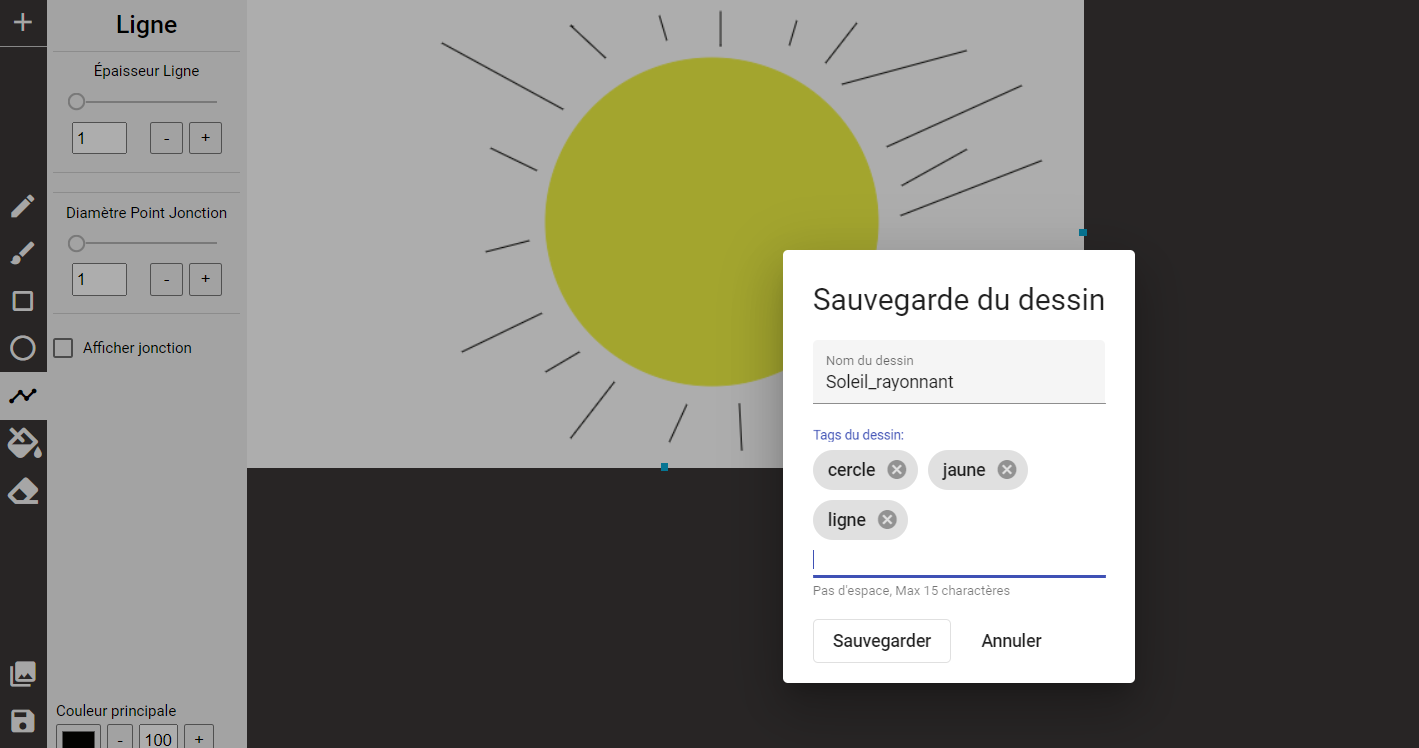 Ligne
Épaisseur Ligne
1
-
+
Diamètre Point Jonction
1
-
+
Afficher jonction
Couleur principale
-
100
+
Sauvegarde du dessin
Nom du dessin
Soleil_rayonnant
Tags du dessin:
cercle
jaune
ligne
Pas d'espace, Max 15 charactères
Sauvegarder
Annuler